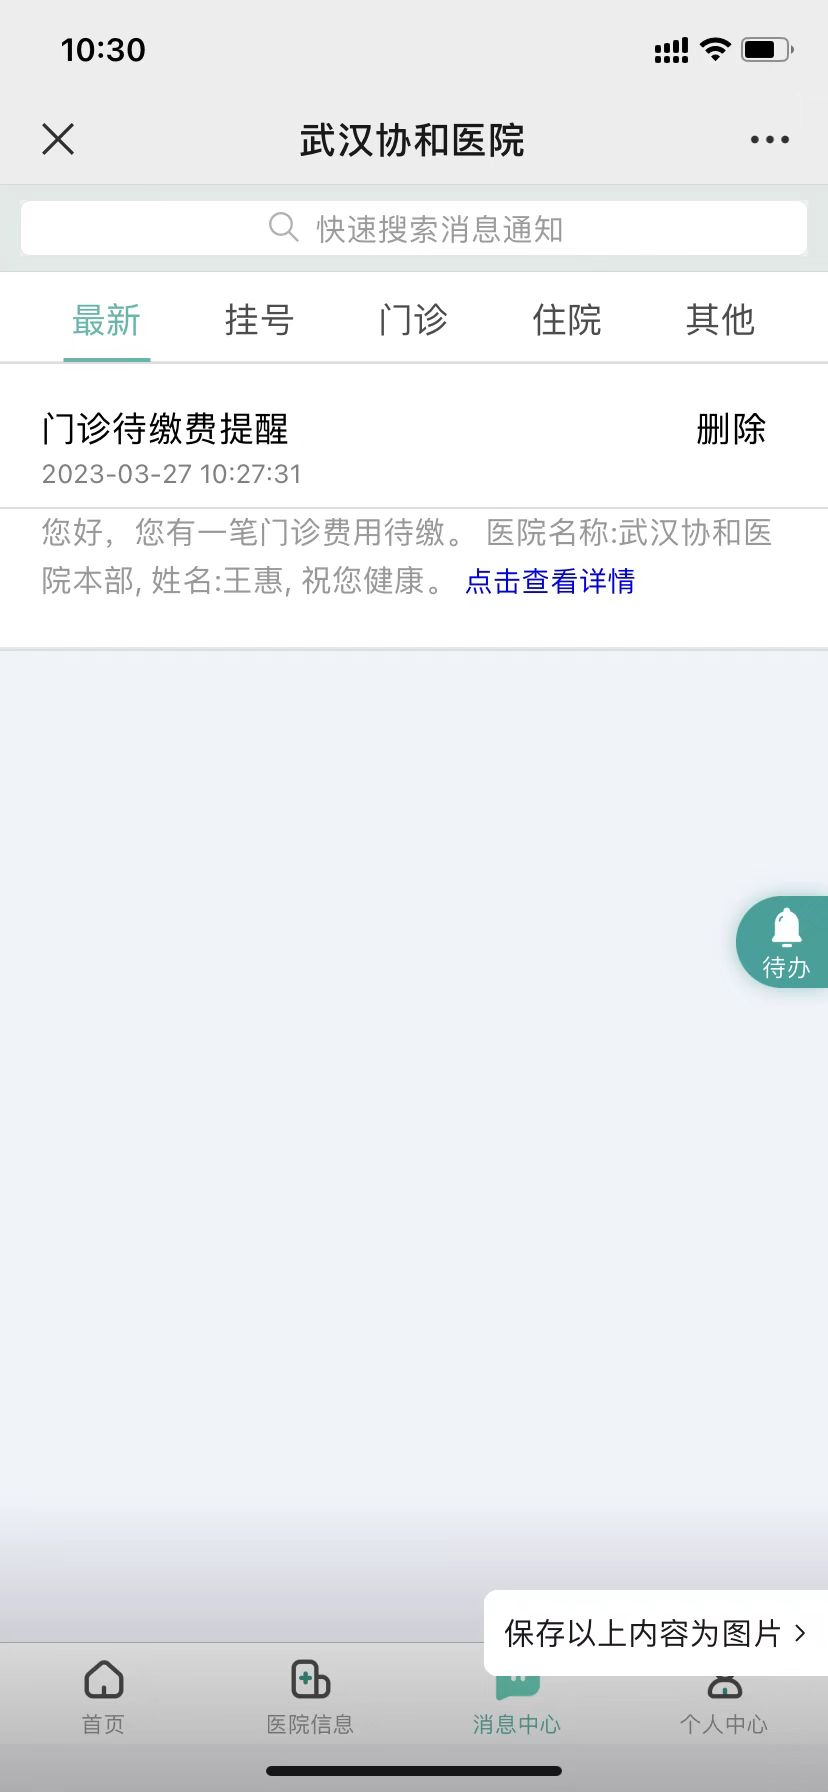 10:30
武汉协和医院
快速搜索消息通知
最新 挂号 门诊 住院 其他
门诊待缴费提醒 删除
2023-03-27 10:27:31
您好，您有一笔门诊费用待缴。 医院名称:武汉协和医
院本部, 姓名:王惠, 祝您健康。 点击查看详情
待办
保存以上内容为图片
首页 医院信息 消息中心 个人中心